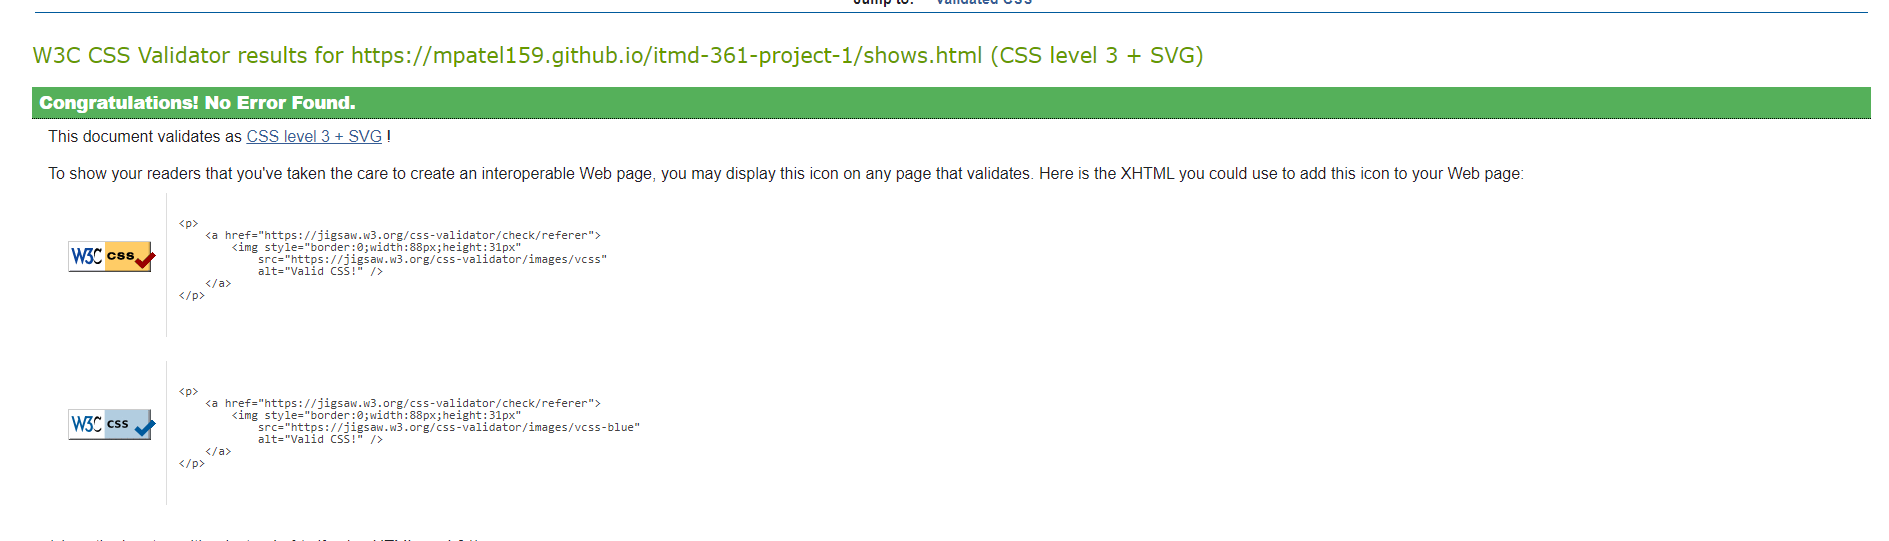 Jump to: Validated CSS
W3C CSS Validator results for https://mpatel159.github.io/itmd-361-project-1/shows.html (CSS level 3 + SVG)
Congratulations! No Error Found.
This document validates as CSS level 3 + SVG !
To show your readers that you've taken the care to create an interoperable Web page, you may display this icon on any page that validates. Here is the XHTML you could use to add this icon to your Web page:
<p>
<a href="https://jigsaw.w3.org/css-validator/check/referer">
<img style="border:0;width:88px;height:31px"
W3C css
src="https://jigsaw.w3.org/css-validator/images/vcss"
alt="Valid CSS!" />
</a>
</p>
<p>
<a href="https://jigsaw.w3.org/css-validator/check/referer">
<img style="border:0;width:88px;height:31px"
W3C css
src="https://jigsaw.w3.org/css-validator/images/vcss-blue"
alt="Valid CSS!" />
</a>
</p>